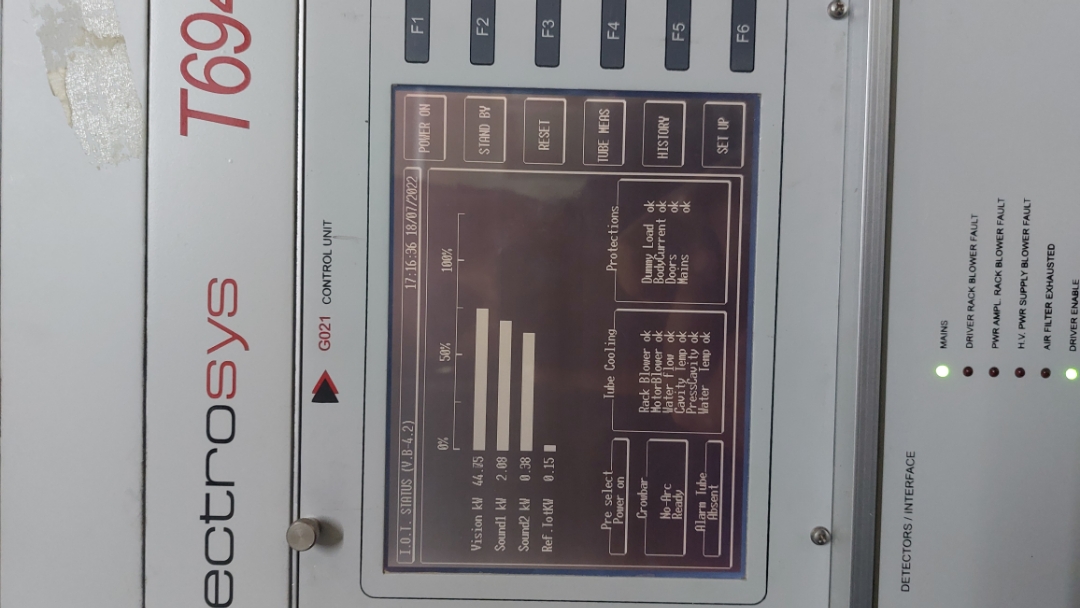 ectrosys T694
G021 CONTROL UNIT
I.O.T. STATUS (V.B-4.2) 17:16:36 18/07/2022
0% 50% 100%
Vision kW 44.75
Sound1 kW 2.08
Sound2 kW 0.38
Ref.TotKW 0.15
Pre select
Power on
Crowbar
No-Arc
Ready
Alarm Tube
Absent
Tube Cooling
Rack Blower ok
MotorBlower ok
Water flow ok
Cavity Temp ok
PressCavity ok
Water Temp ok
Protections
Dummy Load ok
BodyCurrent ok
Doors ok
Mains ok
POWER ON
STAND BY
RESET
TUBE MEAS
HISTORY
SET UP
F1
F2
F3
F4
F5
F6
DETECTORS / INTERFACE
MAINS
DRIVER RACK BLOWER FAULT
PWR AMPL. RACK BLOWER FAULT
H.V. PWR SUPPLY BLOWER FAULT
AIR FILTER EXHAUSTED
DRIVER ENABLE